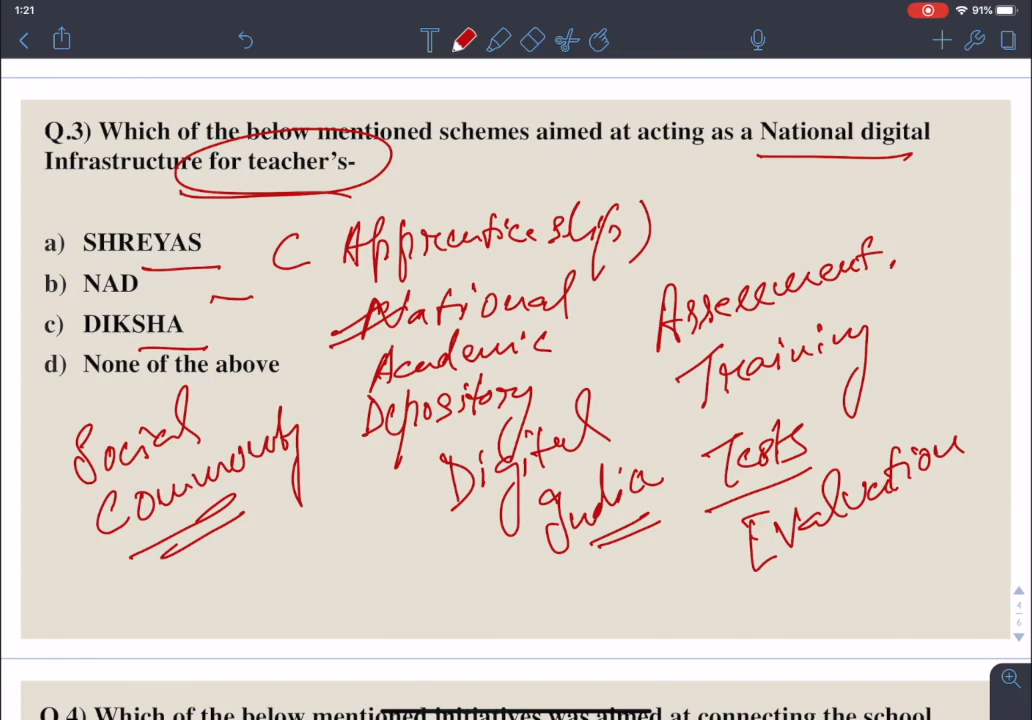 1:21
91%
T
Q.3) Which of the below mentioned schemes aimed at acting as a National digital
Infrastructure for teacher's-
a) SHREYAS
b) NAD
c) DIKSHA
d) None of the above
( Apprenticeship)
National
Academic
Depository
Digital
India
Social
Community
Assessment.
Training
Tests
Evaluation
4
6
Q.4) Which of the below mentioned initiatives was aimed at connecting the school